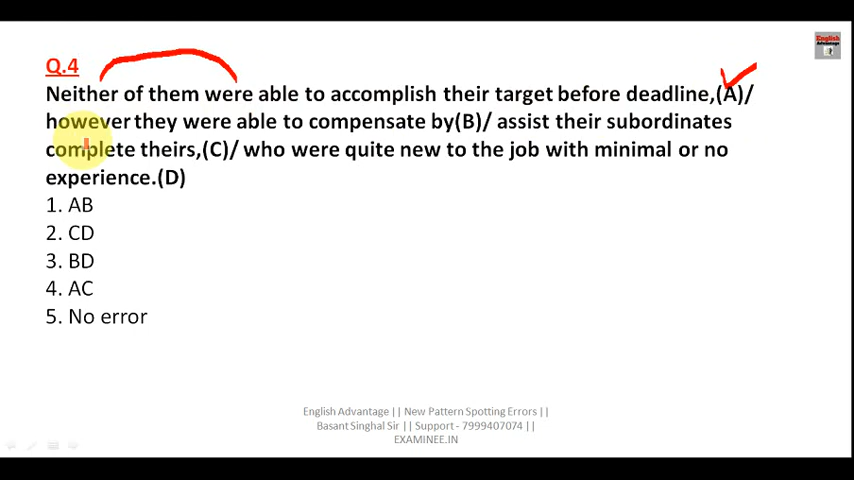 English
Advantage
Q.4
Neither of them were able to accomplish their target before deadline,(A)/
however they were able to compensate by(B)/ assist their subordinates
complete theirs,(C)/ who were quite new to the job with minimal or no
experience.(D)
1. AB
2. CD
3. BD
4. AC
5. No error
English Advantage || New Pattern Spotting Errors ||
Basant Singhal Sir || Support - 7999407074 ||
EXAMINEE.IN